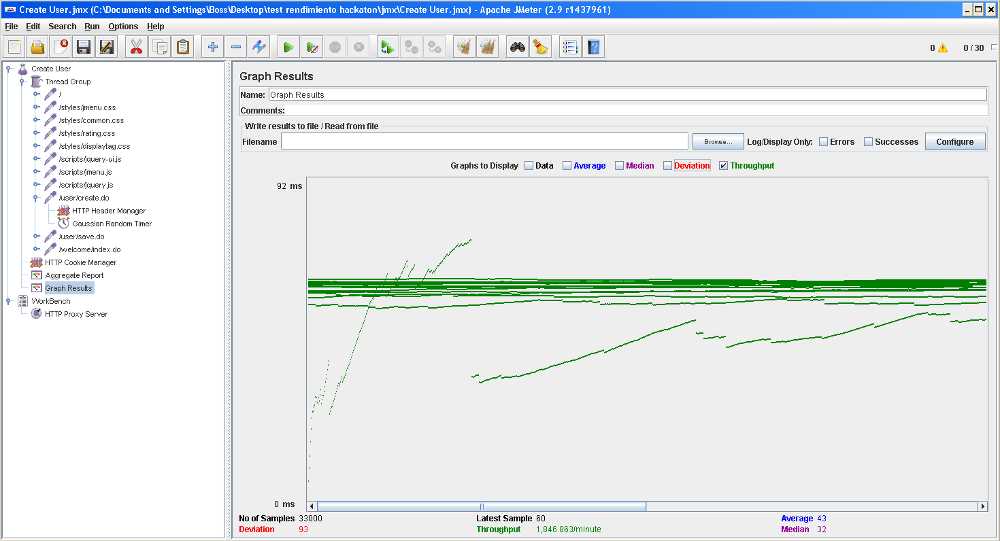 Create User.jmx (C:\Documents and Settings\Boss\Desktop\test rendimiento hackaton\jmx\Create User.jmx) - Apache JMeter (2.9 r1437961)
File Edit Search Run Options Help
0 0 / 30
Create User
Thread Group
/
/styles/jmenu.css
/styles/common.css
/styles/rating.css
/styles/displaytag.css
/scripts/jquery-ui.js
/scripts/jmenu.js
/scripts/jquery.js
/user/create.do
HTTP Header Manager
Gaussian Random Timer
/user/save.do
/welcome/index.do
HTTP Cookie Manager
Aggregate Report
Graph Results
WorkBench
HTTP Proxy Server
Graph Results
Name: Graph Results
Comments:
Write results to file / Read from file
Filename Browse... Log/Display Only: Errors Successes Configure
Graphs to Display Data Average Median Deviation Throughput
92 ms
0 ms
No of Samples 33000 Latest Sample 60 Average 43
Deviation 93 Throughput 1,846.863/minute Median 32